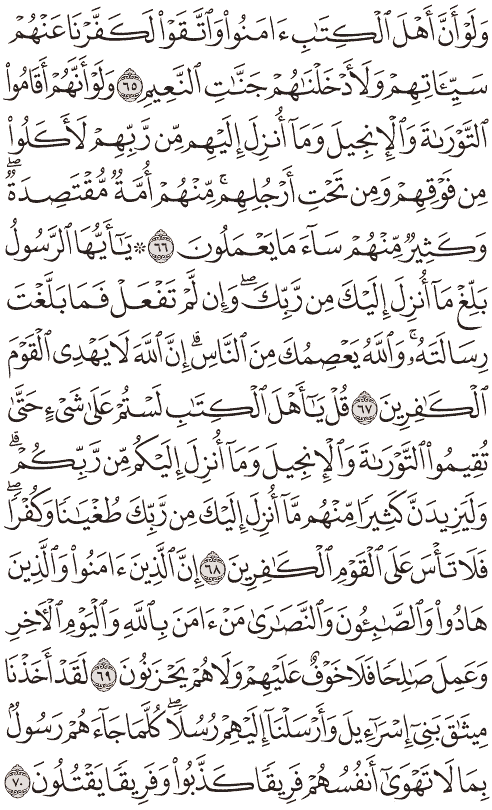 وَلَوْ أَنَّ أَهْلَ ٱلْكِتَٰبِ ءَامَنُوا۟ وَٱتَّقَوْا۟ لَكَفَّرْنَا عَنْهُمْ
سَيِّـَٔاتِهِمْ وَلَأَدْخَلْنَٰهُمْ جَنَّٰتِ ٱلنَّعِيمِ ٦٥ وَلَوْ أَنَّهُمْ أَقَامُوا۟
ٱلتَّوْرَىٰةَ وَٱلْإِنجِيلَ وَمَآ أُنزِلَ إِلَيْهِم مِّن رَّبِّهِمْ لَأَكَلُوا۟
مِن فَوْقِهِمْ وَمِن تَحْتِ أَرْجُلِهِم ۚ مِّنْهُمْ أُمَّةٌ مُّقْتَصِدَةٌ ۖ
وَكَثِيرٌ مِّنْهُمْ سَآءَ مَا يَعْمَلُونَ ٦٦ ۞ يَٰٓأَيُّهَا ٱلرَّسُولُ
بَلِّغْ مَآ أُنزِلَ إِلَيْكَ مِن رَّبِّكَ ۖ وَإِن لَّمْ تَفْعَلْ فَمَا بَلَّغْتَ
رِسَالَتَهُۥ ۚ وَٱللَّهُ يَعْصِمُكَ مِنَ ٱلنَّاسِ ۗ إِنَّ ٱللَّهَ لَا يَهْدِى ٱلْقَوْمَ
ٱلْكَٰفِرِينَ ٦٧ قُلْ يَٰٓأَهْلَ ٱلْكِتَٰبِ لَسْتُمْ عَلَىٰ شَىْءٍ حَتَّىٰ
تُقِيمُوا۟ ٱلتَّوْرَىٰةَ وَٱلْإِنجِيلَ وَمَآ أُنزِلَ إِلَيْكُم مِّن رَّبِّكُمْ ۗ
وَلَيَزِيدَنَّ كَثِيرًا مِّنْهُم مَّآ أُنزِلَ إِلَيْكَ مِن رَّبِّكَ طُغْيَٰنًا وَكُفْرًا ۖ
فَلَا تَأْسَ عَلَى ٱلْقَوْمِ ٱلْكَٰفِرِينَ ٦٨ إِنَّ ٱلَّذِينَ ءَامَنُوا۟ وَٱلَّذِينَ
هَادُوا۟ وَٱلصَّٰبِـُٔونَ وَٱلنَّصَٰرَىٰ مَنْ ءَامَنَ بِٱللَّهِ وَٱلْيَوْمِ ٱلْـَٔاخِرِ
وَعَمِلَ صَٰلِحًا فَلَا خَوْفٌ عَلَيْهِمْ وَلَا هُمْ يَحْزَنُونَ ٦٩ لَقَدْ أَخَذْنَا
مِيثَٰقَ بَنِىٓ إِسْرَٰٓءِيلَ وَأَرْسَلْنَآ إِلَيْهِمْ رُسُلًا ۖ كُلَّمَا جَآءَهُمْ رَسُولٌۢ
بِمَا لَا تَهْوَىٰٓ أَنفُسُهُمْ فَرِيقًا كَذَّبُوا۟ وَفَرِيقًا يَقْتُلُونَ ٧٠